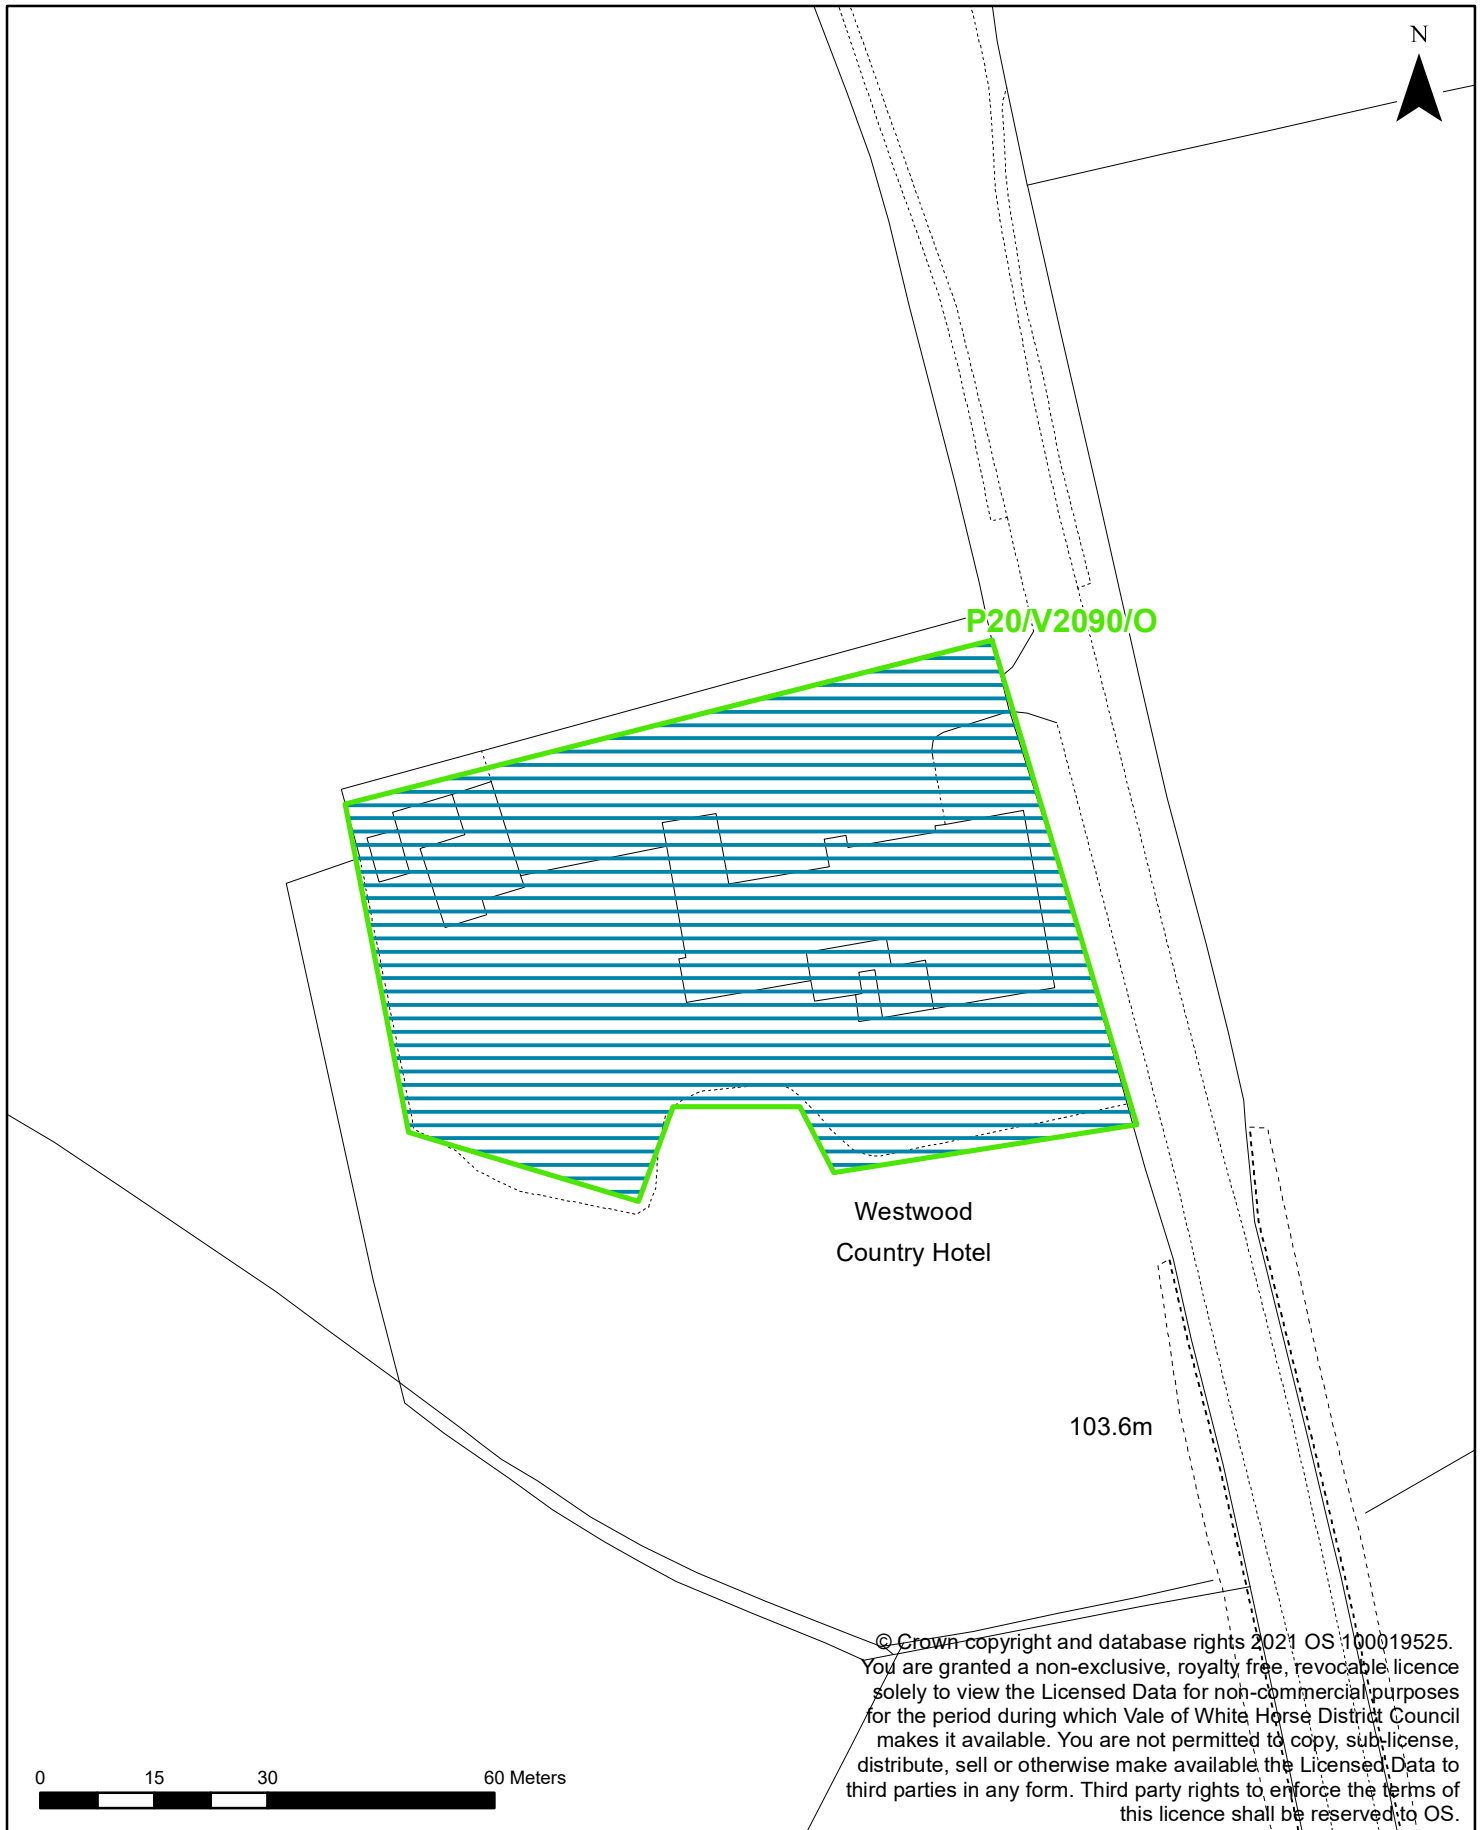 N
P20/V2090/O
Westwood
Country Hotel
103.6m
© Crown copyright and database rights 2021 OS 100019525.
You are granted a non-exclusive, royalty free, revocable licence
solely to view the Licensed Data for non-commercial purposes
for the period during which Vale of White Horse District Council
makes it available. You are not permitted to copy, sub-license,
distribute, sell or otherwise make available the Licensed Data to
third parties in any form. Third party rights to enforce the terms of
this licence shall be reserved to OS.
0 15 30 60 Meters